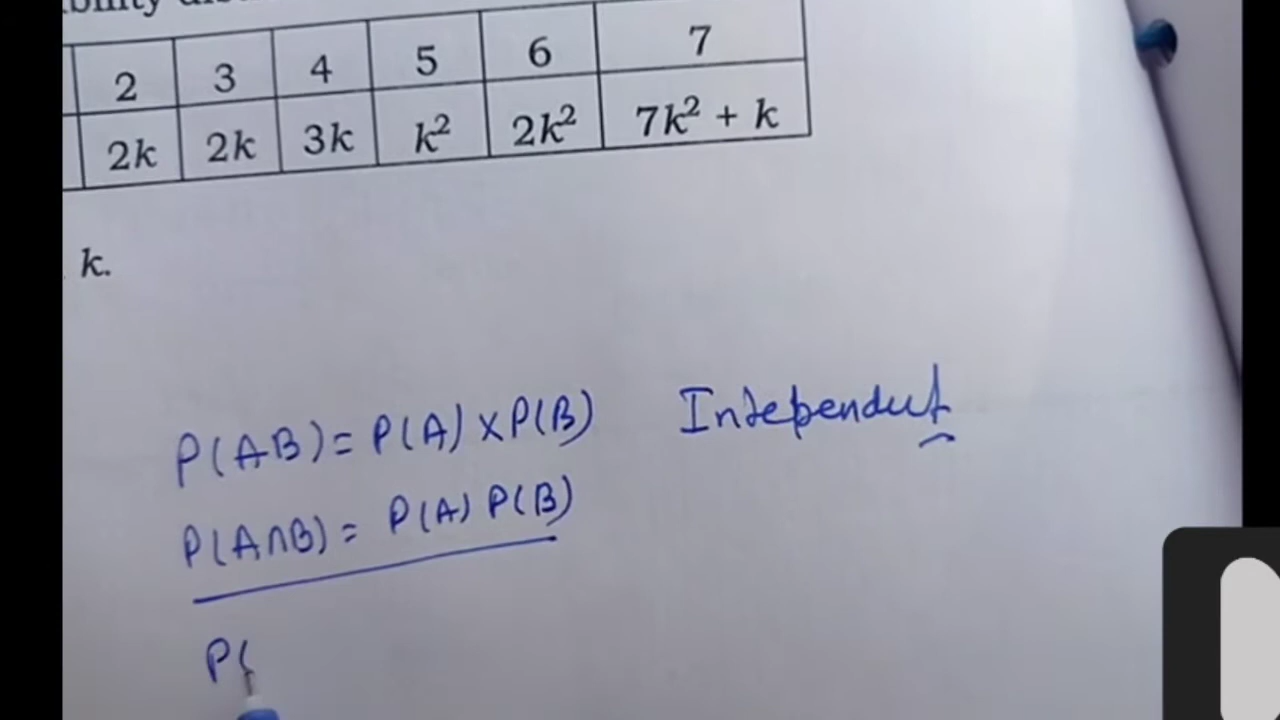 2 3 4 5 6 7
2k 2k 3k k² 2k² 7k² + k
k.
P(AB) = P(A) × P(B) Independent
P(A∩B) = P(A) P(B)
P(